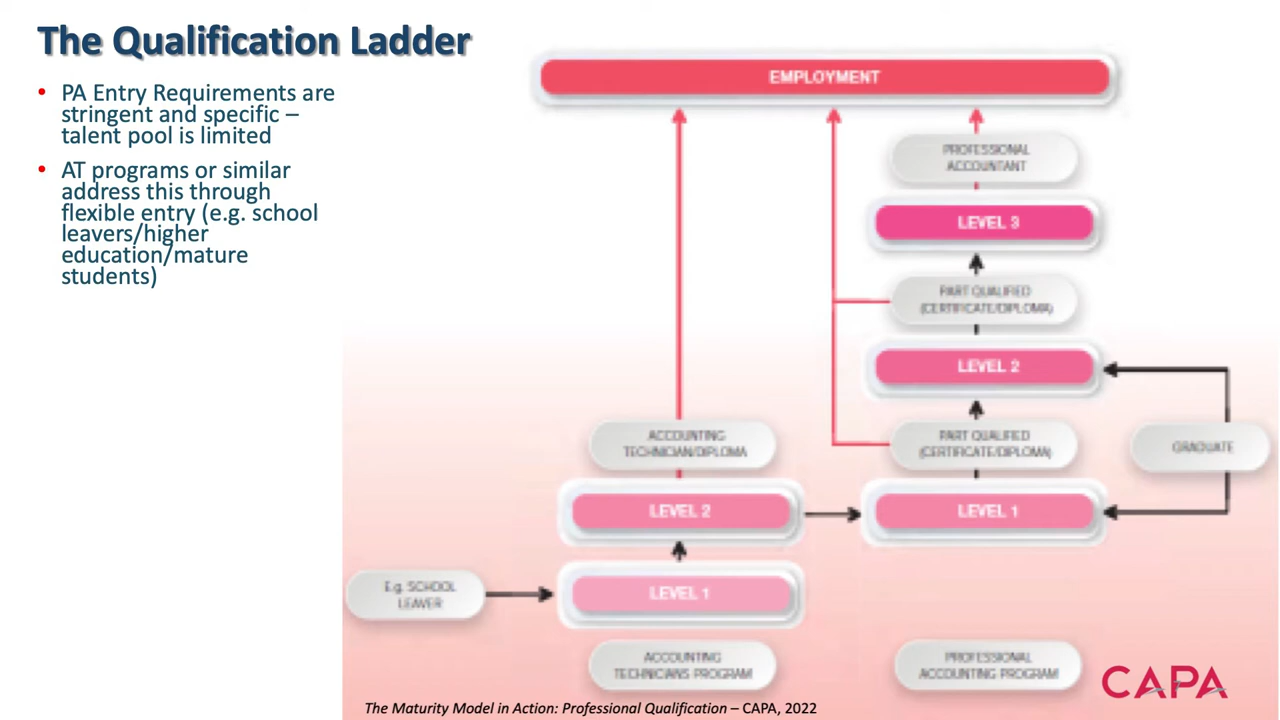 The Qualification Ladder
• PA Entry Requirements are
stringent and specific –
talent pool is limited
• AT programs or similar
address this through
flexible entry (e.g. school
leavers/higher
education/mature
students)
EMPLOYMENT
PROFESSIONAL
ACCOUNTANT
LEVEL 3
PART QUALIFIED
(CERTIFICATE/DIPLOMA)
LEVEL 2
ACCOUNTING
TECHNICIAN/DIPLOMA
PART QUALIFIED
(CERTIFICATE/DIPLOMA)
GRADUATE
LEVEL 2
LEVEL 1
E.g. SCHOOL
LEAVER
LEVEL 1
ACCOUNTING
TECHNICIANS PROGRAM
PROFESSIONAL
ACCOUNTING PROGRAM
CAPA
The Maturity Model in Action: Professional Qualification – CAPA, 2022